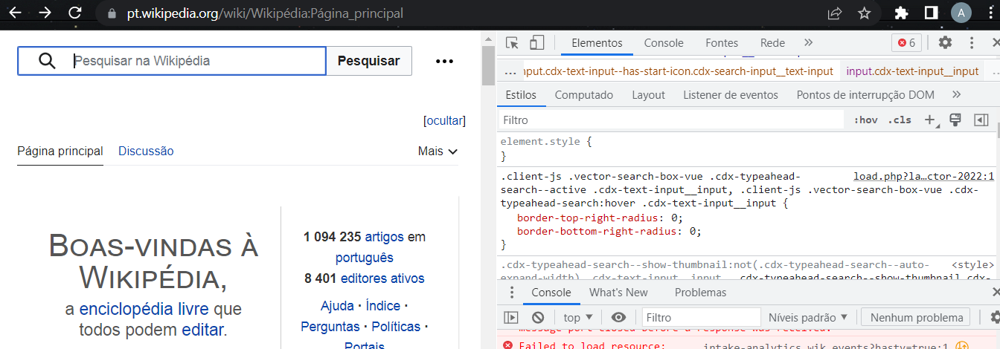 pt.wikipedia.org/wiki/Wikipédia:Página_principal
A
Pesquisar na Wikipédia
Pesquisar
[ocultar]
Página principal
Discussão
Mais
BOAS-VINDAS À
WIKIPÉDIA,
a enciclopédia livre que
todos podem editar.
1 094 235 artigos em
português
8 401 editores ativos
Ajuda · Índice ·
Perguntas · Políticas ·
Portais
Elementos
Console
Fontes
Rede
6
... nput.cdx-text-input--has-start-icon.cdx-search-input__text-input
input.cdx-text-input__input
Estilos
Computado
Layout
Listener de eventos
Pontos de interrupção DOM
Filtro
:hov .cls
element.style {
}
.client-js .vector-search-box-vue .cdx-typeahead-
load.php?la…ctor-2022:1
search--active .cdx-text-input__input, .client-js .vector-search-box-vue .cdx-
typeahead-search:hover .cdx-text-input__input {
border-top-right-radius: 0;
border-bottom-right-radius: 0;
}
.cdx-typeahead-search--show-thumbnail:not(.cdx-typeahead-search--auto-
<style>
expand-width) .cdx-text-input__input, .cdx-typeahead-search--show-thumbnail.cdx-
Console
What's New
Problemas
top
Filtro
Níveis padrão
Nenhum problema
message port closed before a response was received.
Failed to load resource:
intake-analytics.wik…events?hasty=true:1